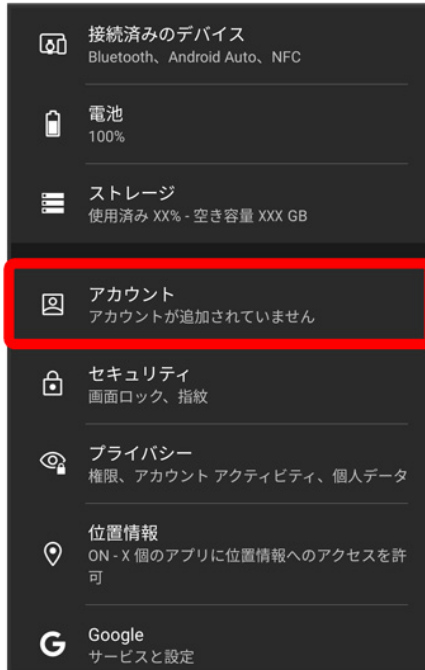 接続済みのデバイス
Bluetooth、Android Auto、NFC
電池
100%
ストレージ
使用済み XX% - 空き容量 XXX GB
アカウント
アカウントが追加されていません
セキュリティ
画面ロック、指紋
プライバシー
権限、アカウント アクティビティ、個人データ
位置情報
ON - X 個のアプリに位置情報へのアクセスを許
可
Google
サービスと設定